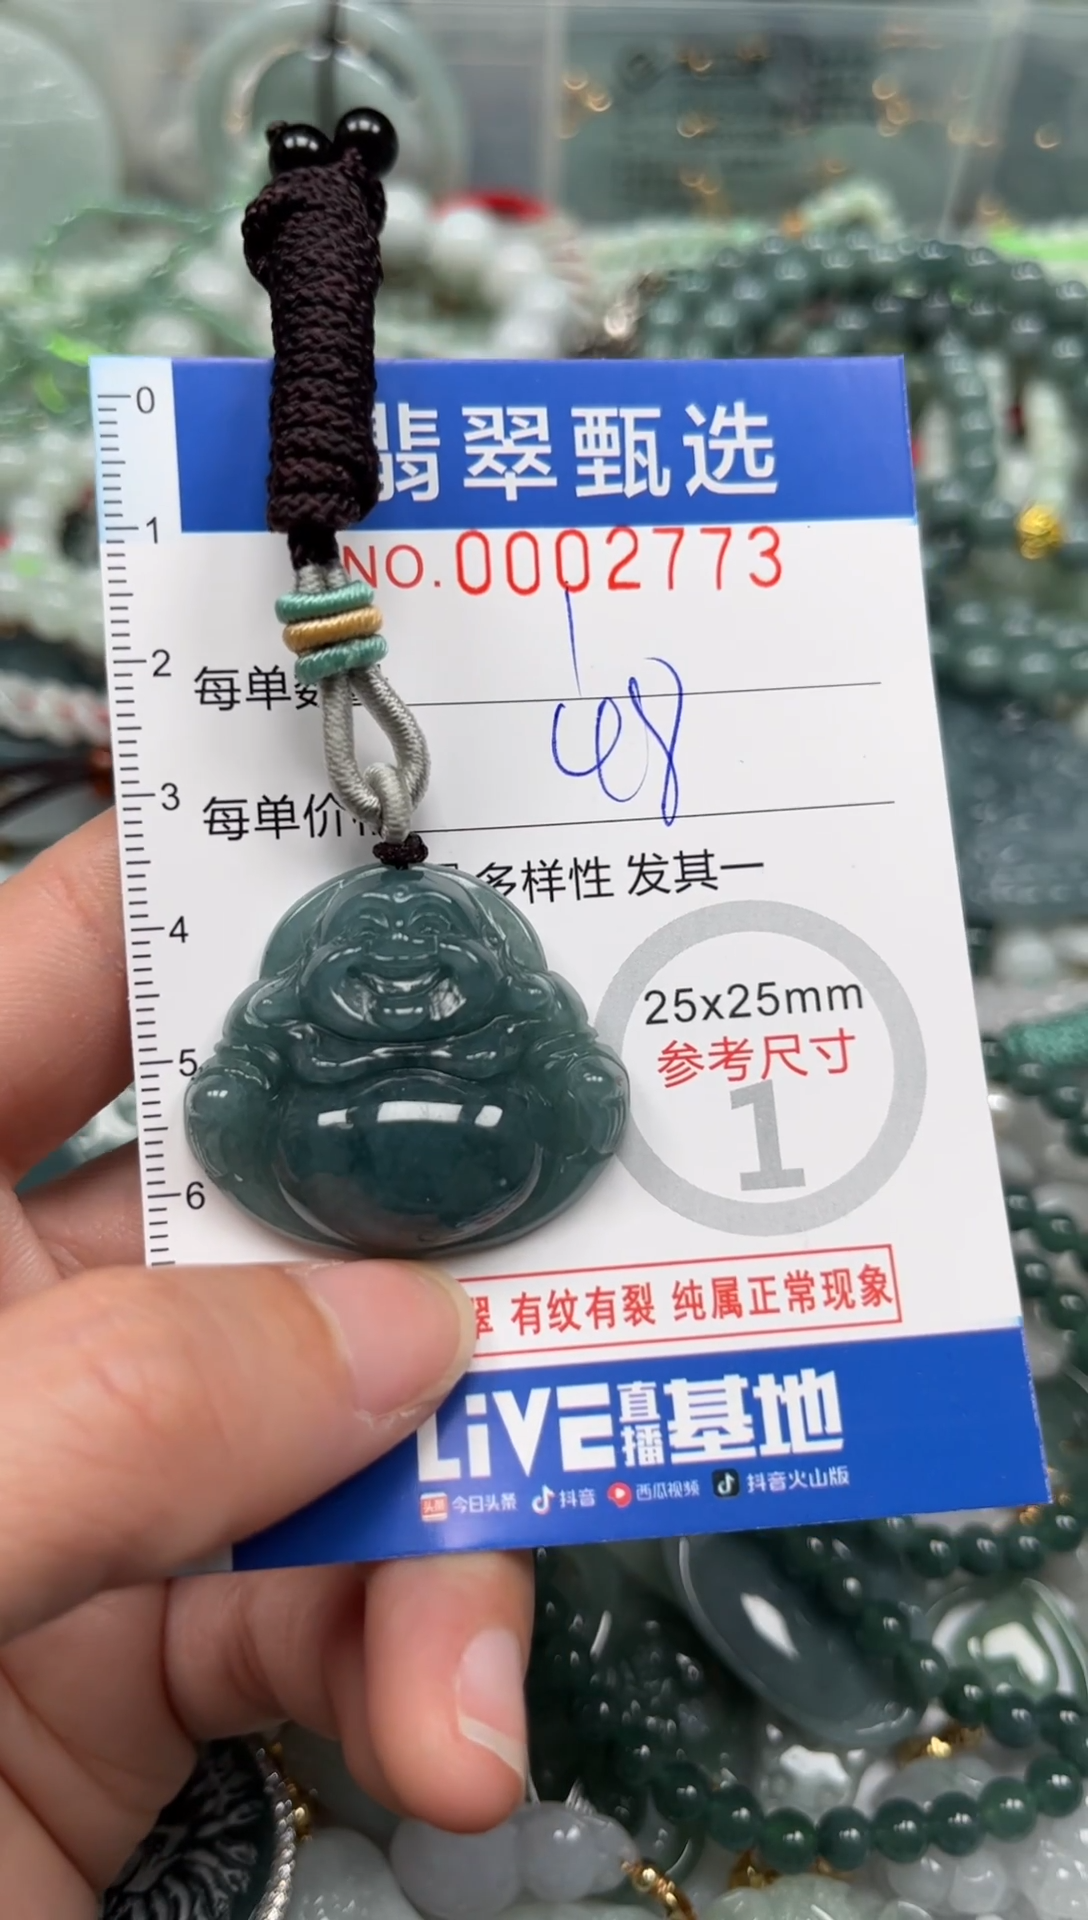 0
翡翠甄选
1
NO.0002773
1
2
每单数
48
3
每单价
多样性 发其一
4
25x25mm
参考尺寸
5
1
6
翠 有纹有裂 纯属正常现象
LiVE直播基地
头条 今日头条 抖音 西瓜视频 抖音火山版